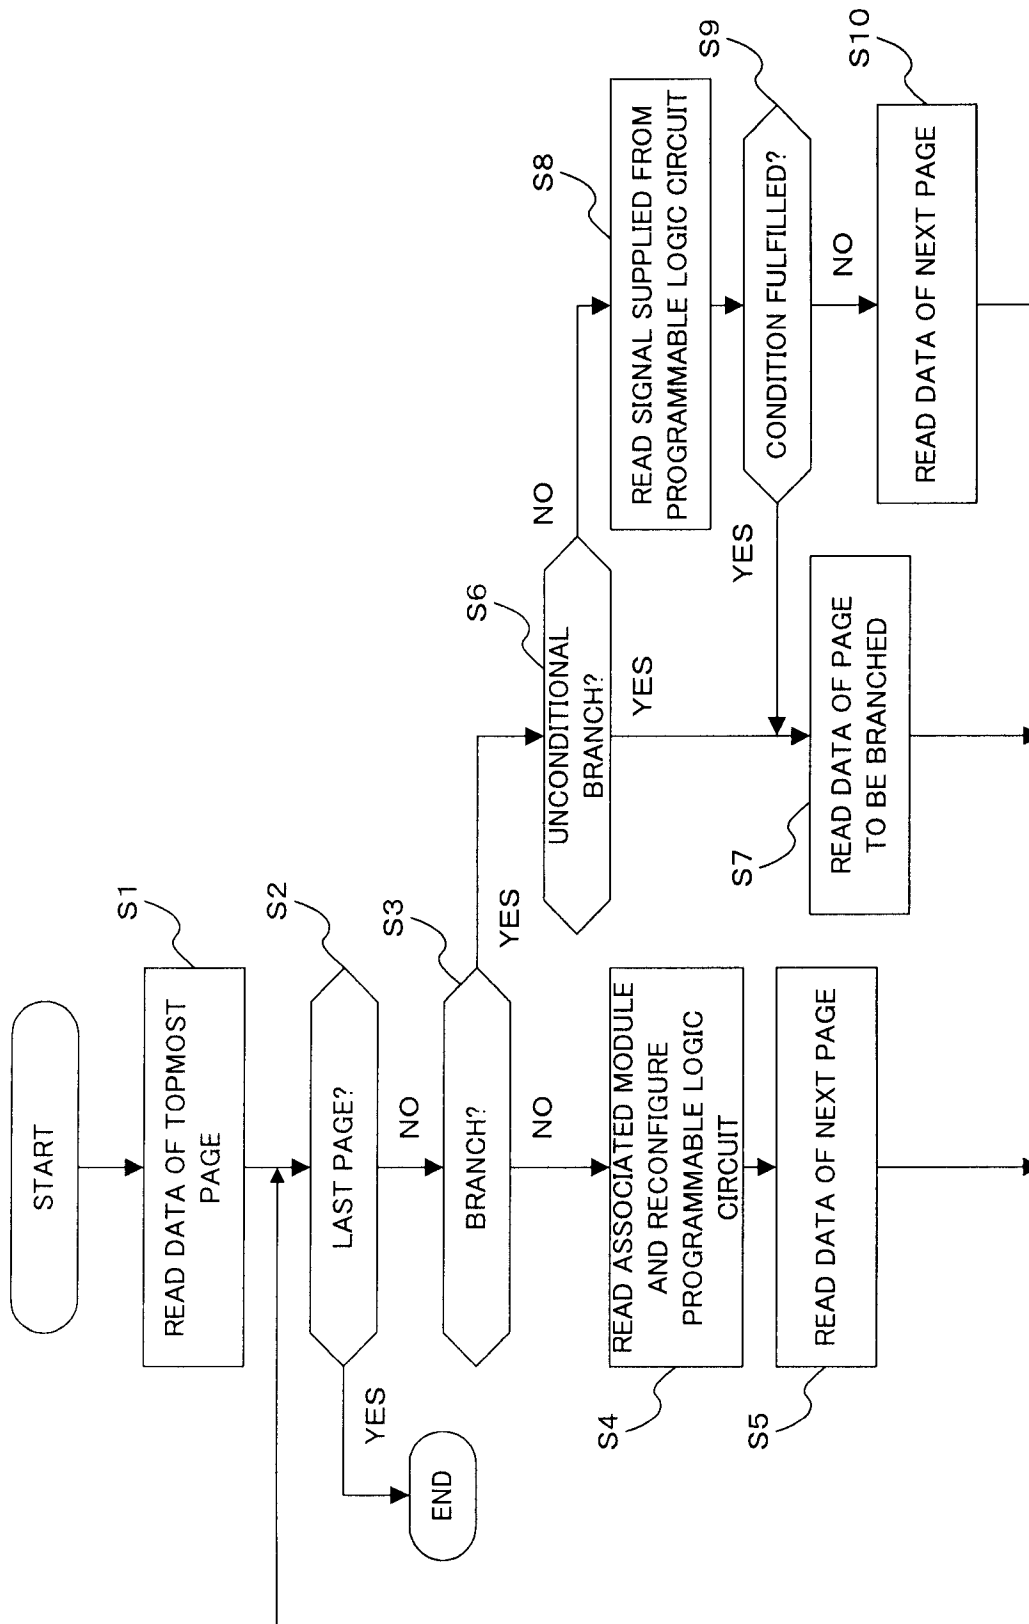 START
S1
READ DATA OF TOPMOST
PAGE
S2
LAST PAGE?
YES
NO
END
S3
BRANCH?
YES
NO
S4
READ ASSOCIATED MODULE
AND RECONFIGURE
PROGRAMMABLE LOGIC
CIRCUIT
S5
READ DATA OF NEXT PAGE
S6
UNCONDITIONAL
BRANCH?
NO
YES
S7
READ DATA OF PAGE
TO BE BRANCHED
S8
READ SIGNAL SUPPLIED FROM
PROGRAMMABLE LOGIC CIRCUIT
S9
CONDITION FULFILLED?
YES
NO
S10
READ DATA OF NEXT PAGE